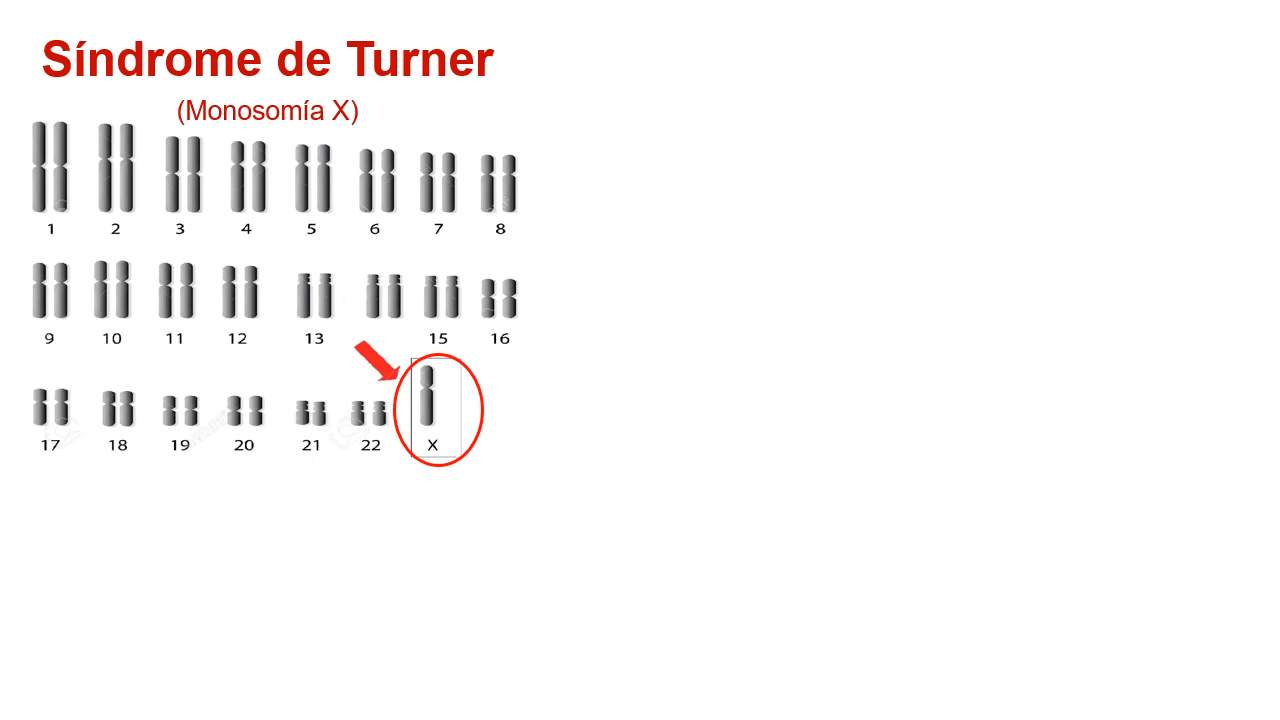 Síndrome de Turner
(Monosomía X)
1 2 3 4 5 6 7 8
9 10 11 12 13 15 16
17 18 19 20 21 22 X